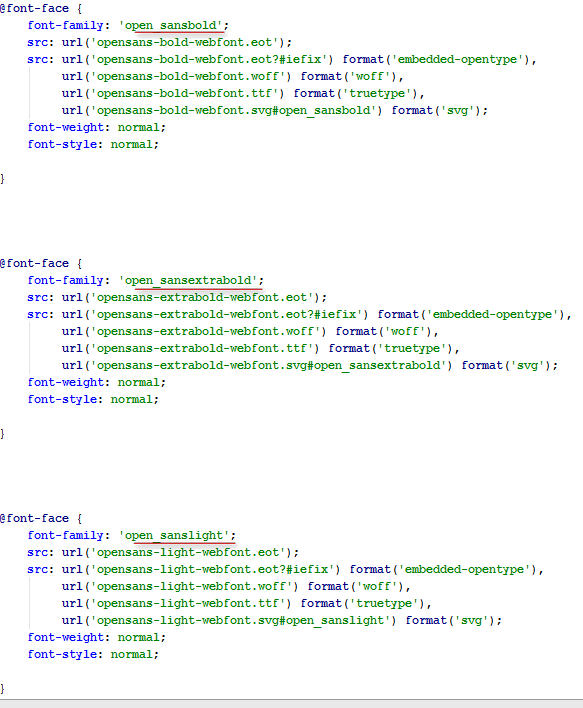 @font-face {
font-family: 'open_sansbold';
src: url('opensans-bold-webfont.eot');
src: url('opensans-bold-webfont.eot?#iefix') format('embedded-opentype'),
url('opensans-bold-webfont.woff') format('woff'),
url('opensans-bold-webfont.ttf') format('truetype'),
url('opensans-bold-webfont.svg#open_sansbold') format('svg');
font-weight: normal;
font-style: normal;
}
@font-face {
font-family: 'open_sansextrabold';
src: url('opensans-extrabold-webfont.eot');
src: url('opensans-extrabold-webfont.eot?#iefix') format('embedded-opentype'),
url('opensans-extrabold-webfont.woff') format('woff'),
url('opensans-extrabold-webfont.ttf') format('truetype'),
url('opensans-extrabold-webfont.svg#open_sansextrabold') format('svg');
font-weight: normal;
font-style: normal;
}
@font-face {
font-family: 'open_sanslight';
src: url('opensans-light-webfont.eot');
src: url('opensans-light-webfont.eot?#iefix') format('embedded-opentype'),
url('opensans-light-webfont.woff') format('woff'),
url('opensans-light-webfont.ttf') format('truetype'),
url('opensans-light-webfont.svg#open_sanslight') format('svg');
font-weight: normal;
font-style: normal;
}